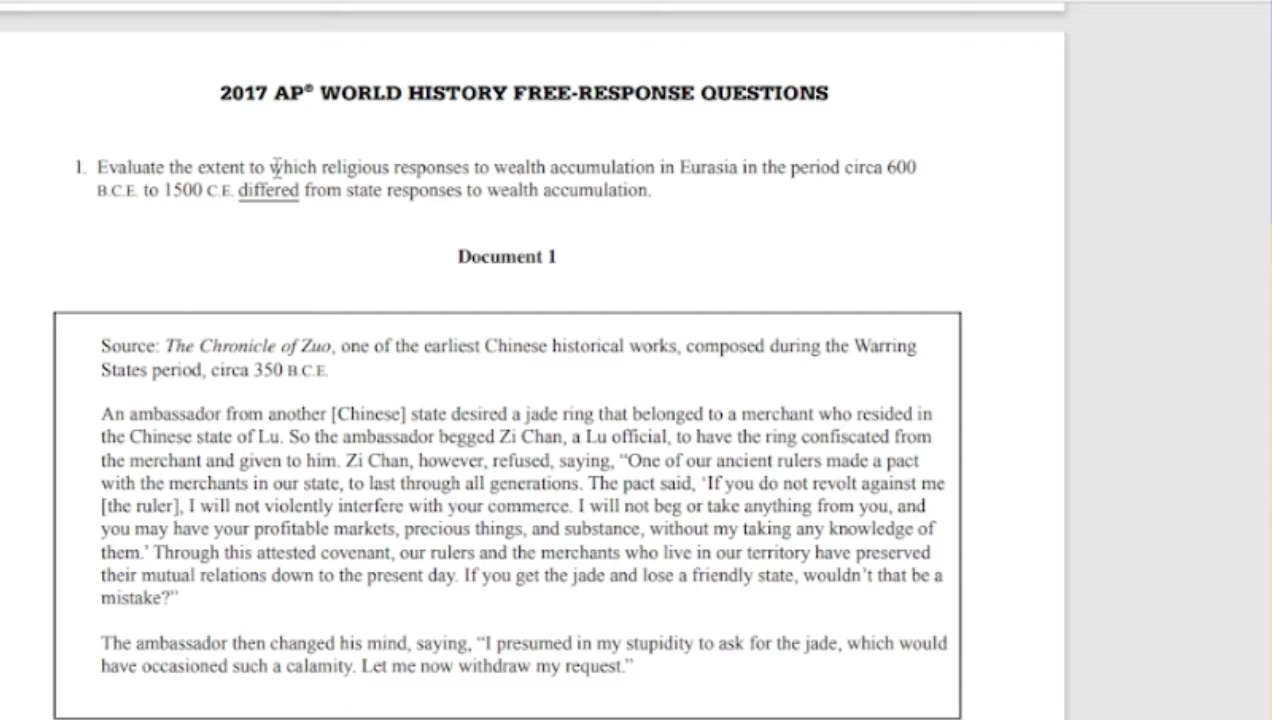 2017 AP® WORLD HISTORY FREE-RESPONSE QUESTIONS
1. Evaluate the extent to which religious responses to wealth accumulation in Eurasia in the period circa 600
B.C.E. to 1500 C.E. differed from state responses to wealth accumulation.
Document 1
Source: The Chronicle of Zuo, one of the earliest Chinese historical works, composed during the Warring
States period, circa 350 B.C.E.
An ambassador from another [Chinese] state desired a jade ring that belonged to a merchant who resided in
the Chinese state of Lu. So the ambassador begged Zi Chan, a Lu official, to have the ring confiscated from
the merchant and given to him. Zi Chan, however, refused, saying, “One of our ancient rulers made a pact
with the merchants in our state, to last through all generations. The pact said, ‘If you do not revolt against me
[the ruler], I will not violently interfere with your commerce. I will not beg or take anything from you, and
you may have your profitable markets, precious things, and substance, without my taking any knowledge of
them.’ Through this attested covenant, our rulers and the merchants who live in our territory have preserved
their mutual relations down to the present day. If you get the jade and lose a friendly state, wouldn’t that be a
mistake?”
The ambassador then changed his mind, saying, “I presumed in my stupidity to ask for the jade, which would
have occasioned such a calamity. Let me now withdraw my request.”